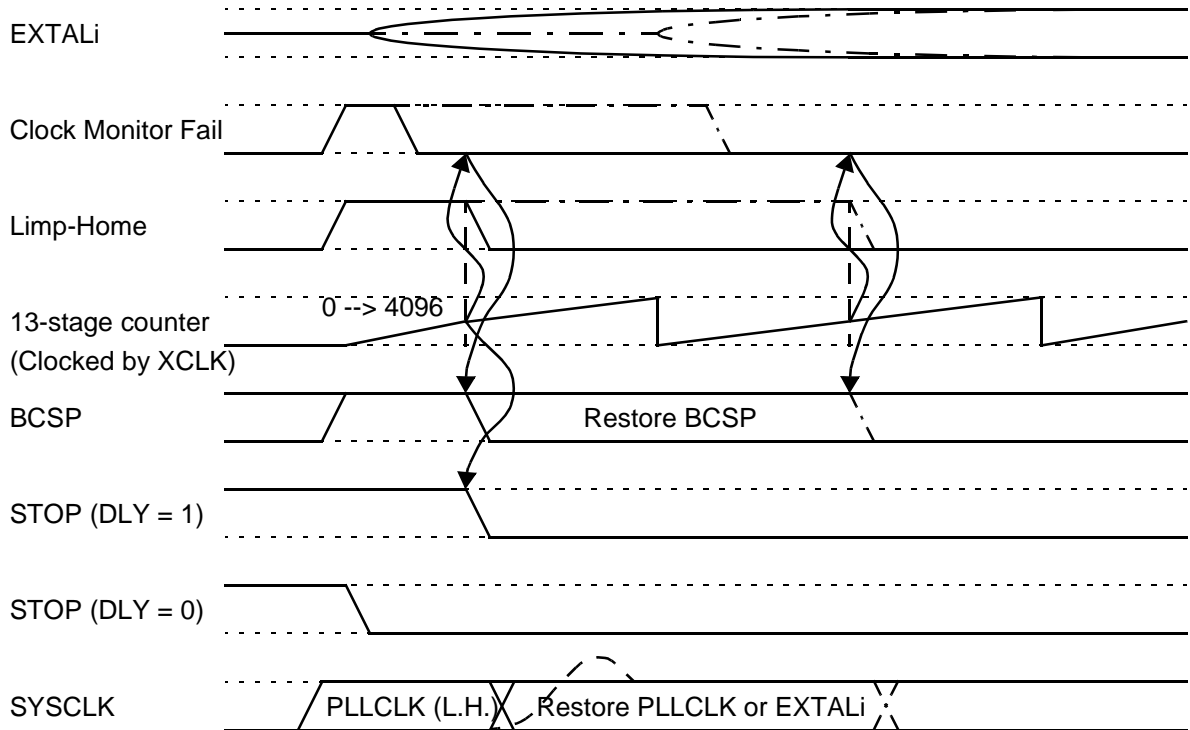 EXTALi
Clock Monitor Fail
Limp-Home
0 --> 4096
13-stage counter
(Clocked by XCLK)
BCSP
Restore BCSP
STOP (DLY = 1)
STOP (DLY = 0)
SYSCLK
PLLCLK (L.H.)
Restore PLLCLK or EXTALi